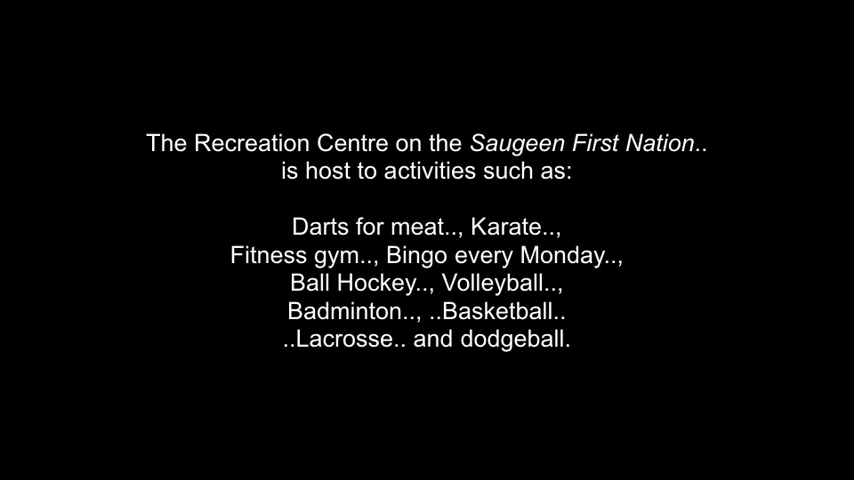 The Recreation Centre on the Saugeen First Nation..
is host to activities such as:
Darts for meat.., Karate..,
Fitness gym.., Bingo every Monday..,
Ball Hockey.., Volleyball..,
Badminton.., ..Basketball..
..Lacrosse.. and dodgeball.